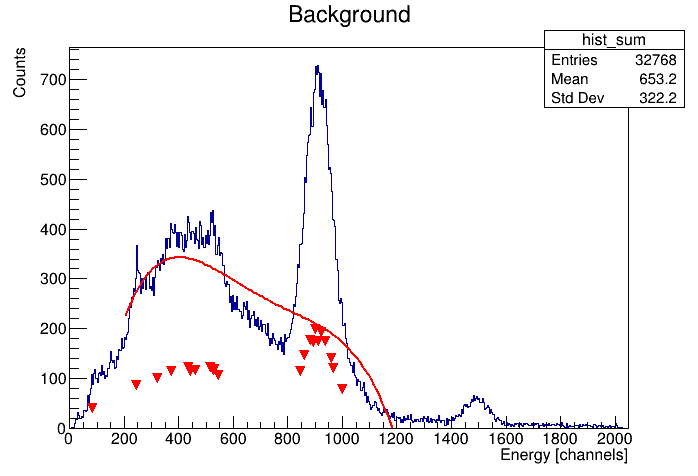 Background
hist_sum
Entries 32768
Mean 653.2
Std Dev 322.2
Counts
700
600
500
400
300
200
100
0
0 200 400 600 800 1000 1200 1400 1600 1800 2000
Energy [channels]